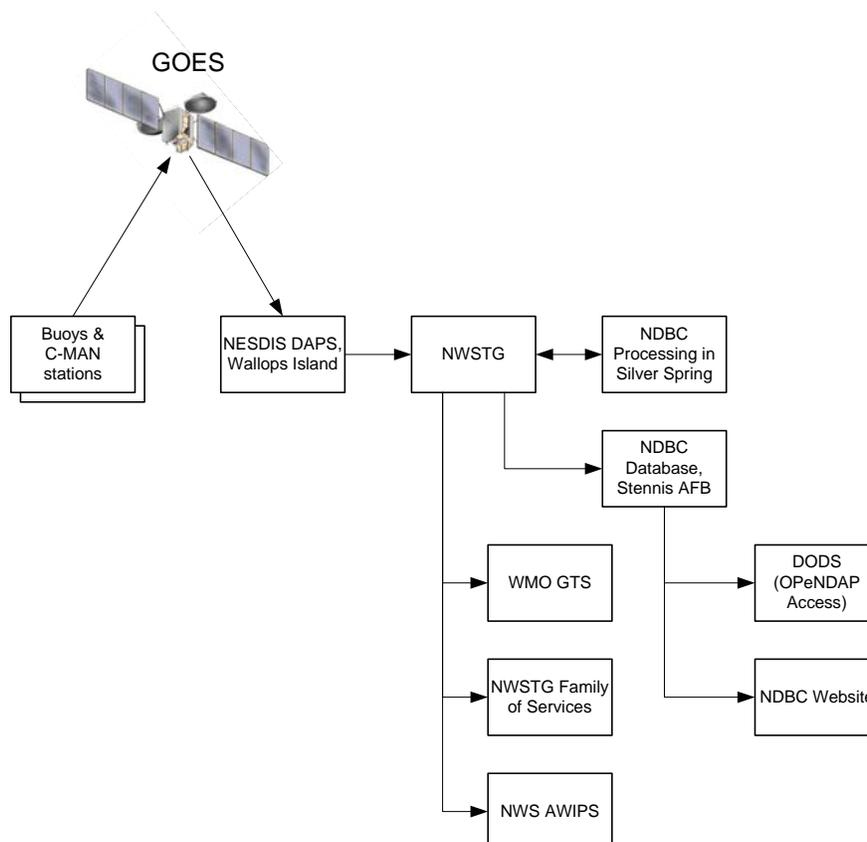 GOES
Buoys &
C-MAN
stations
NESDIS DAPS,
Wallops Island
NWSTG
NDBC
Processing in
Silver Spring
NDBC
Database,
Stennis AFB
WMO GTS
DODS
(OPeNDAP
Access)
NWSTG Family
of Services
NDBC Website
NWS AWIPS